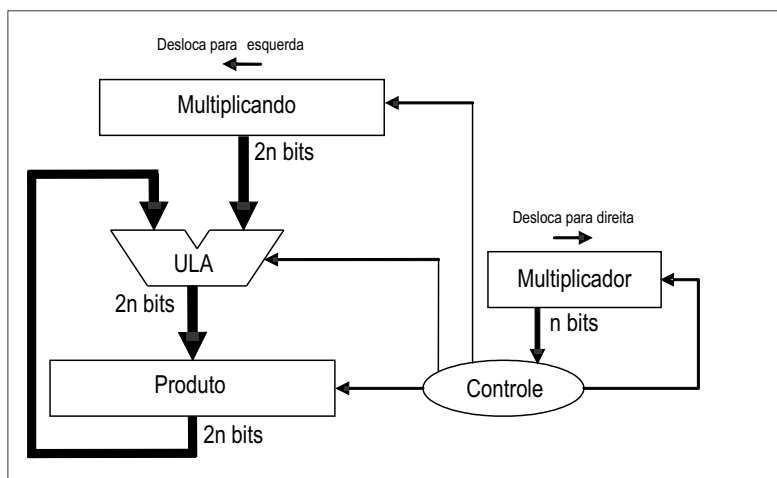 Desloca para esquerda
Multiplicando
2n bits
Desloca para direita
ULA
Multiplicador
2n bits
n bits
Produto
Controle
2n bits